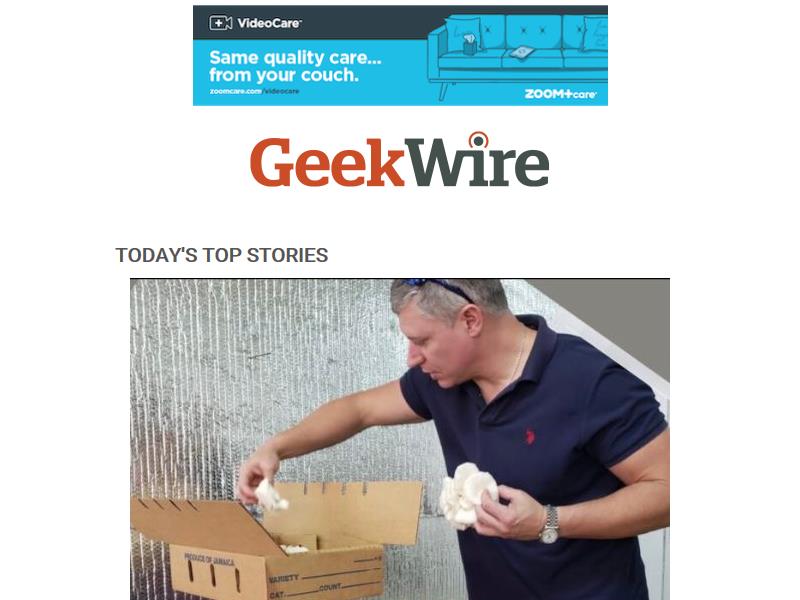 VideoCare
Same quality care...
from your couch.
zoomcare.com/videocare
ZOOM+care
GeekWire
TODAY'S TOP STORIES
PRODUCE OF JAMAICA
VARIETY
CAT. COUNT